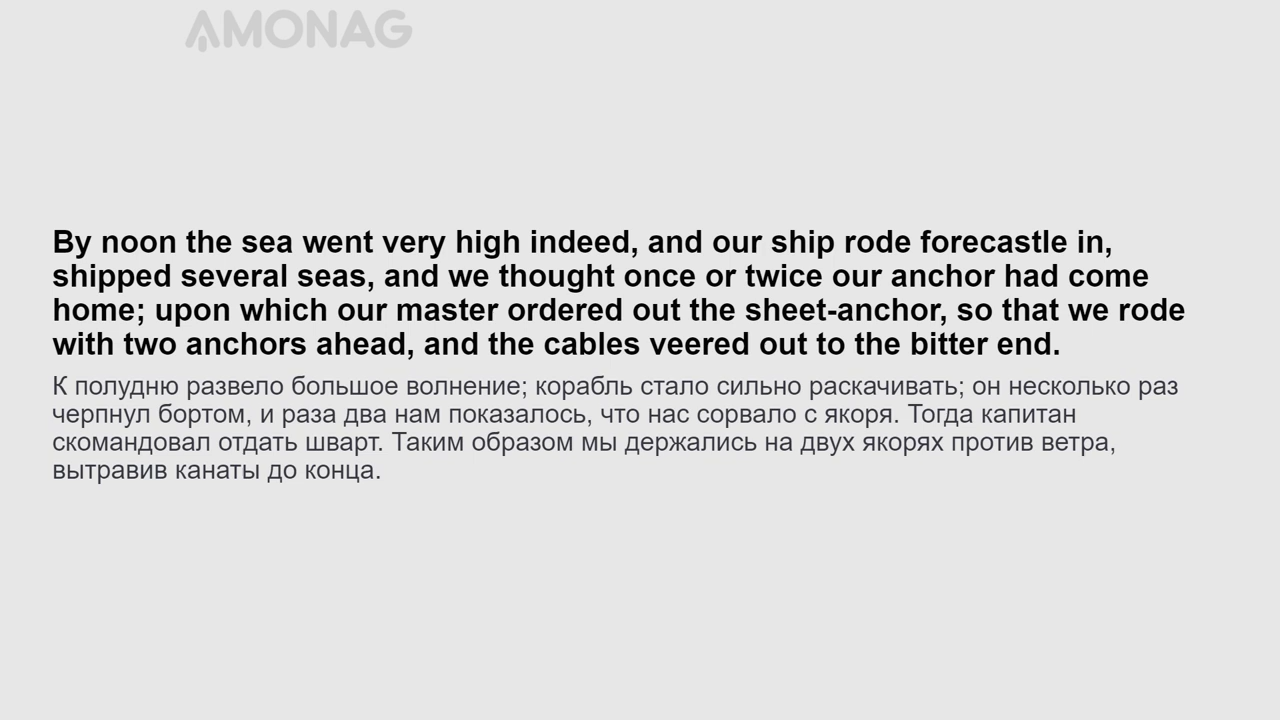 AMONAG
By noon the sea went very high indeed, and our ship rode forecastle in,
shipped several seas, and we thought once or twice our anchor had come
home; upon which our master ordered out the sheet-anchor, so that we rode
with two anchors ahead, and the cables veered out to the bitter end.
К полудню развело большое волнение; корабль стало сильно раскачивать; он несколько раз
черпнул бортом, и раза два нам показалось, что нас сорвало с якоря. Тогда капитан
скомандовал отдать шварт. Таким образом мы держались на двух якорях против ветра,
вытравив канаты до конца.